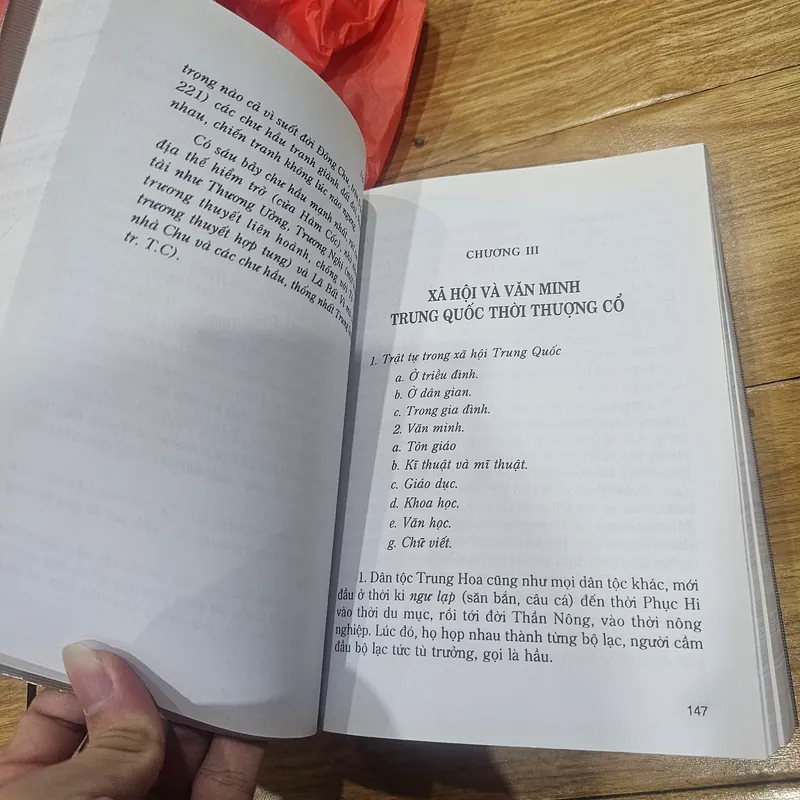 trọng nào cả vì suốt đời Đông Chu,
221) các chư hầu tranh giành đất đai
nhau, chiến tranh không lúc nào ngừng.
Có sáu bảy chư hầu mạnh nhất,
địa thế hiểm trở (cửa Hàm Cốc),
tài như Thương Ưởng, Trương Nghi
trương thuyết liên hoành, chống với
trương thuyết hợp tung) và Lã Bất Vi
nhà Chu và các chư hầu, thống nhất Trung
tr. T.C).
CHƯƠNG III
XÃ HỘI VÀ VĂN MINH
TRUNG QUỐC THỜI THƯỢNG CỔ
1. Trật tự trong xã hội Trung Quốc
a. Ở triều đình.
b. Ở dân gian.
c. Trong gia đình.
2. Văn minh.
a. Tôn giáo
b. Kĩ thuật và mĩ thuật.
c. Giáo dục.
d. Khoa học.
e. Văn học.
g. Chữ viết.
1. Dân tộc Trung Hoa cũng như mọi dân tộc khác, mới
đầu ở thời kì ngư lạp (săn bắn, câu cá) đến thời Phục Hi
vào thời du mục, rồi tới đời Thần Nông, vào thời nông
nghiệp. Lúc đó, họ họp nhau thành từng bộ lạc, người cầm
đầu bộ lạc tức tù trưởng, gọi là hầu.
147